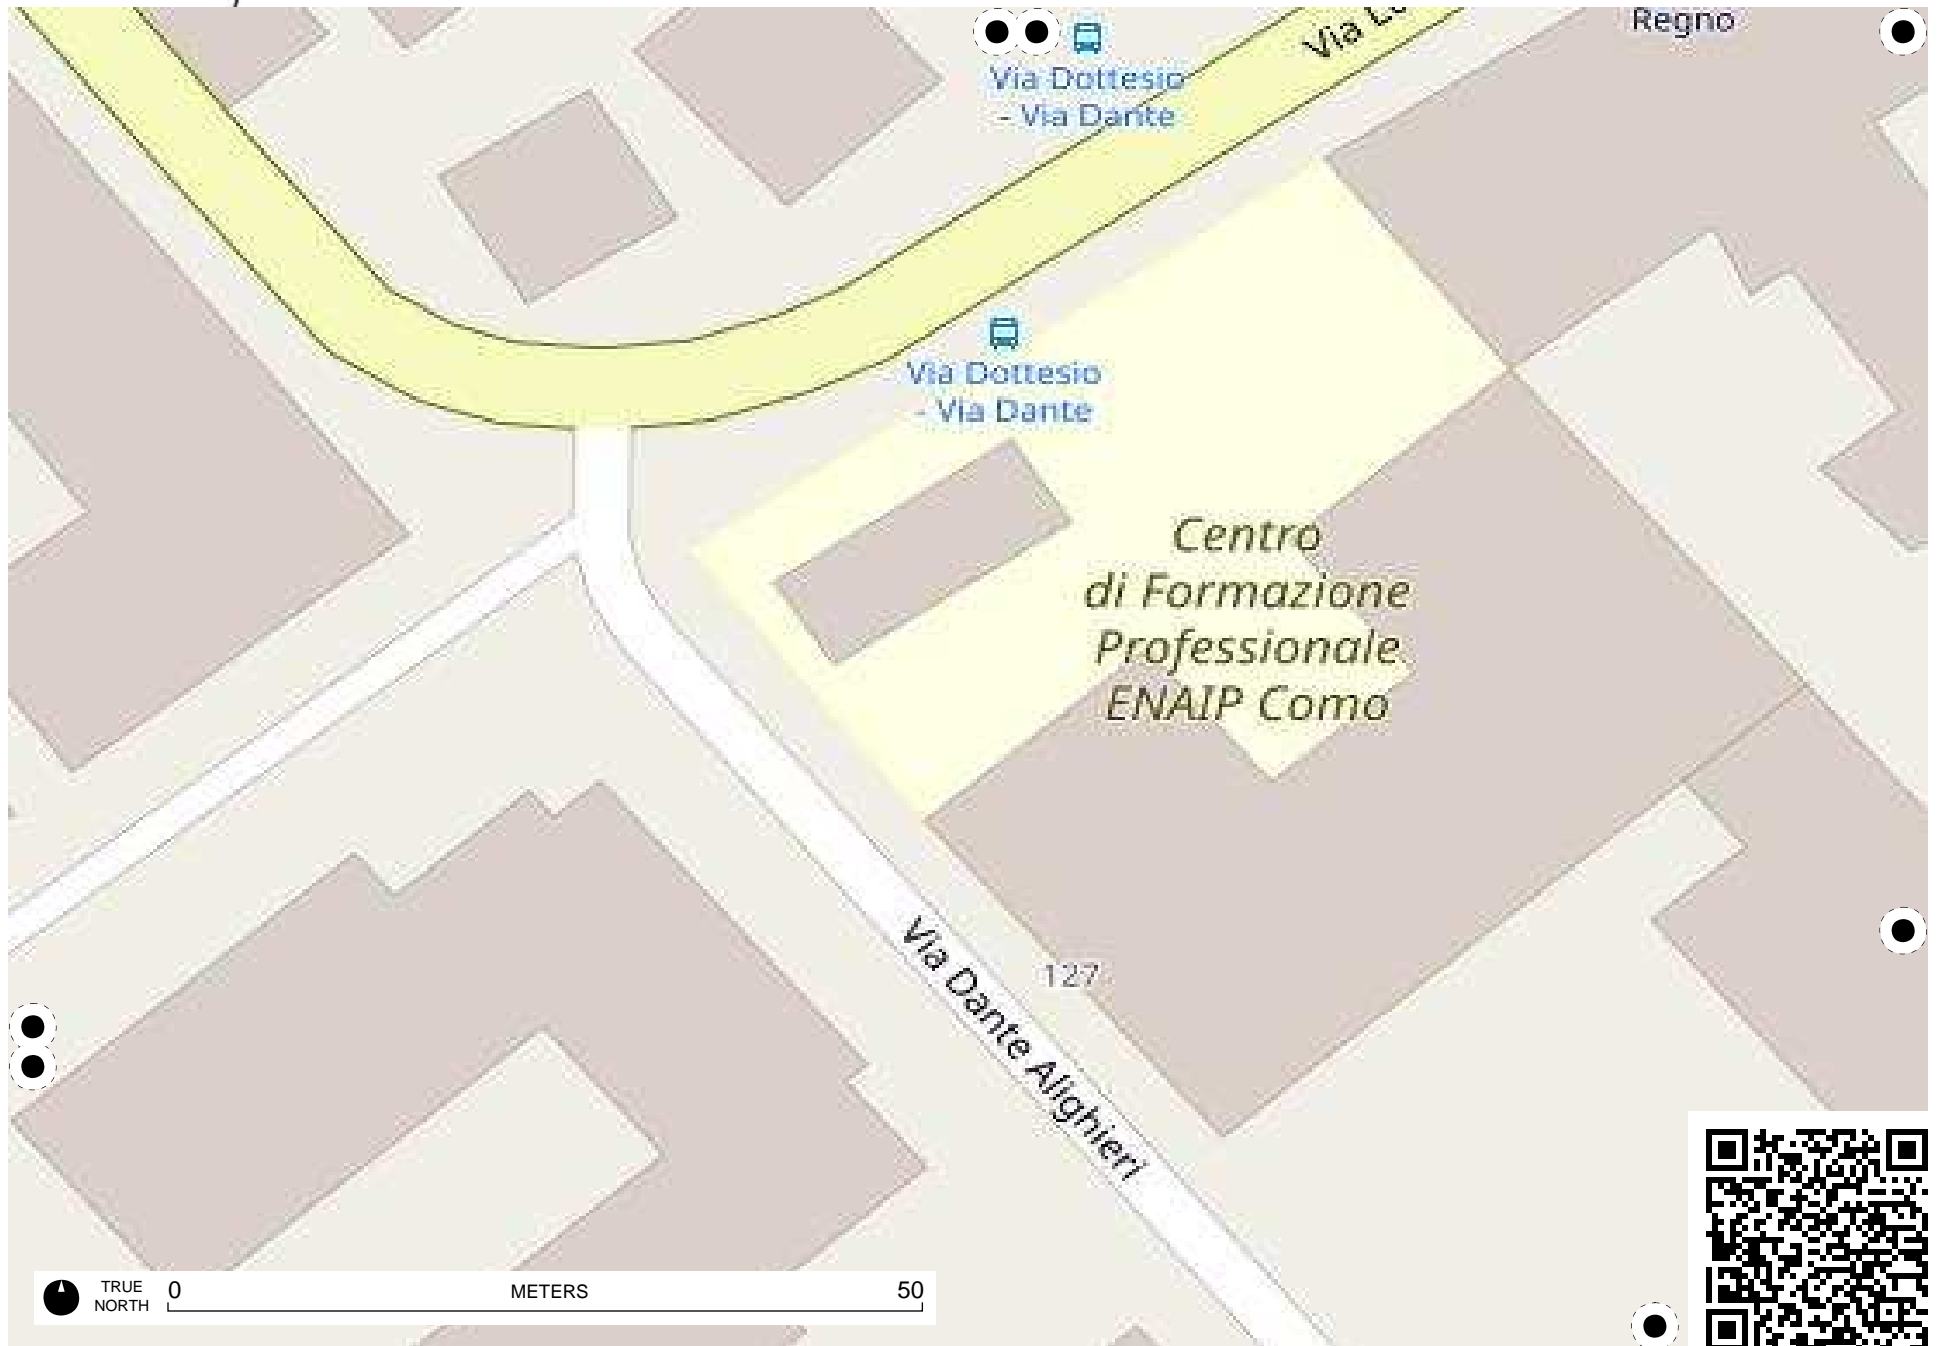 Regno
Via
Via Dottesio
- Via Dante
Via Dottesio
- Via Dante
Centro
di Formazione
Professionale
ENAIP Como
Via Dante Alighieri
127
TRUE
NORTH
0
METERS
50